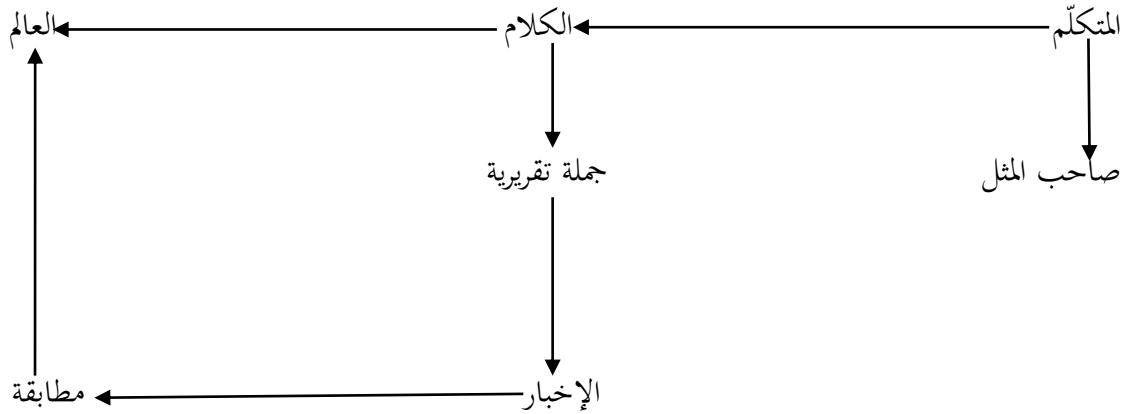 المتكلّم الكلام العالم
صاحب المثل جملة تقريرية
الإخبار مطابقة